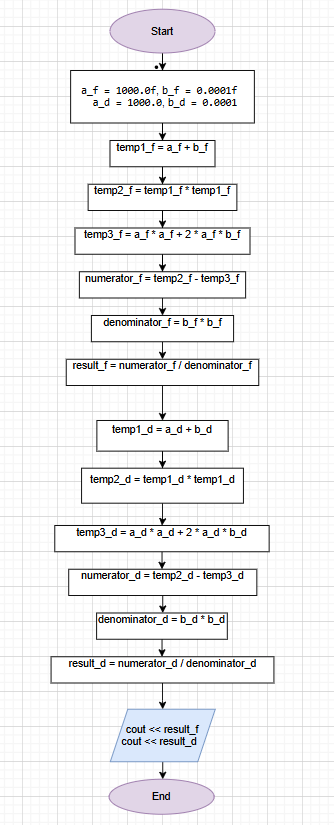 Start
a_f = 1000.0f, b_f = 0.0001f
a_d = 1000.0, b_d = 0.0001
temp1_f = a_f + b_f
temp2_f = temp1_f * temp1_f
temp3_f = a_f * a_f + 2 * a_f * b_f
numerator_f = temp2_f - temp3_f
denominator_f = b_f * b_f
result_f = numerator_f / denominator_f
temp1_d = a_d + b_d
temp2_d = temp1_d * temp1_d
temp3_d = a_d * a_d + 2 * a_d * b_d
numerator_d = temp2_d - temp3_d
denominator_d = b_d * b_d
result_d = numerator_d / denominator_d
cout << result_f
cout << result_d
End